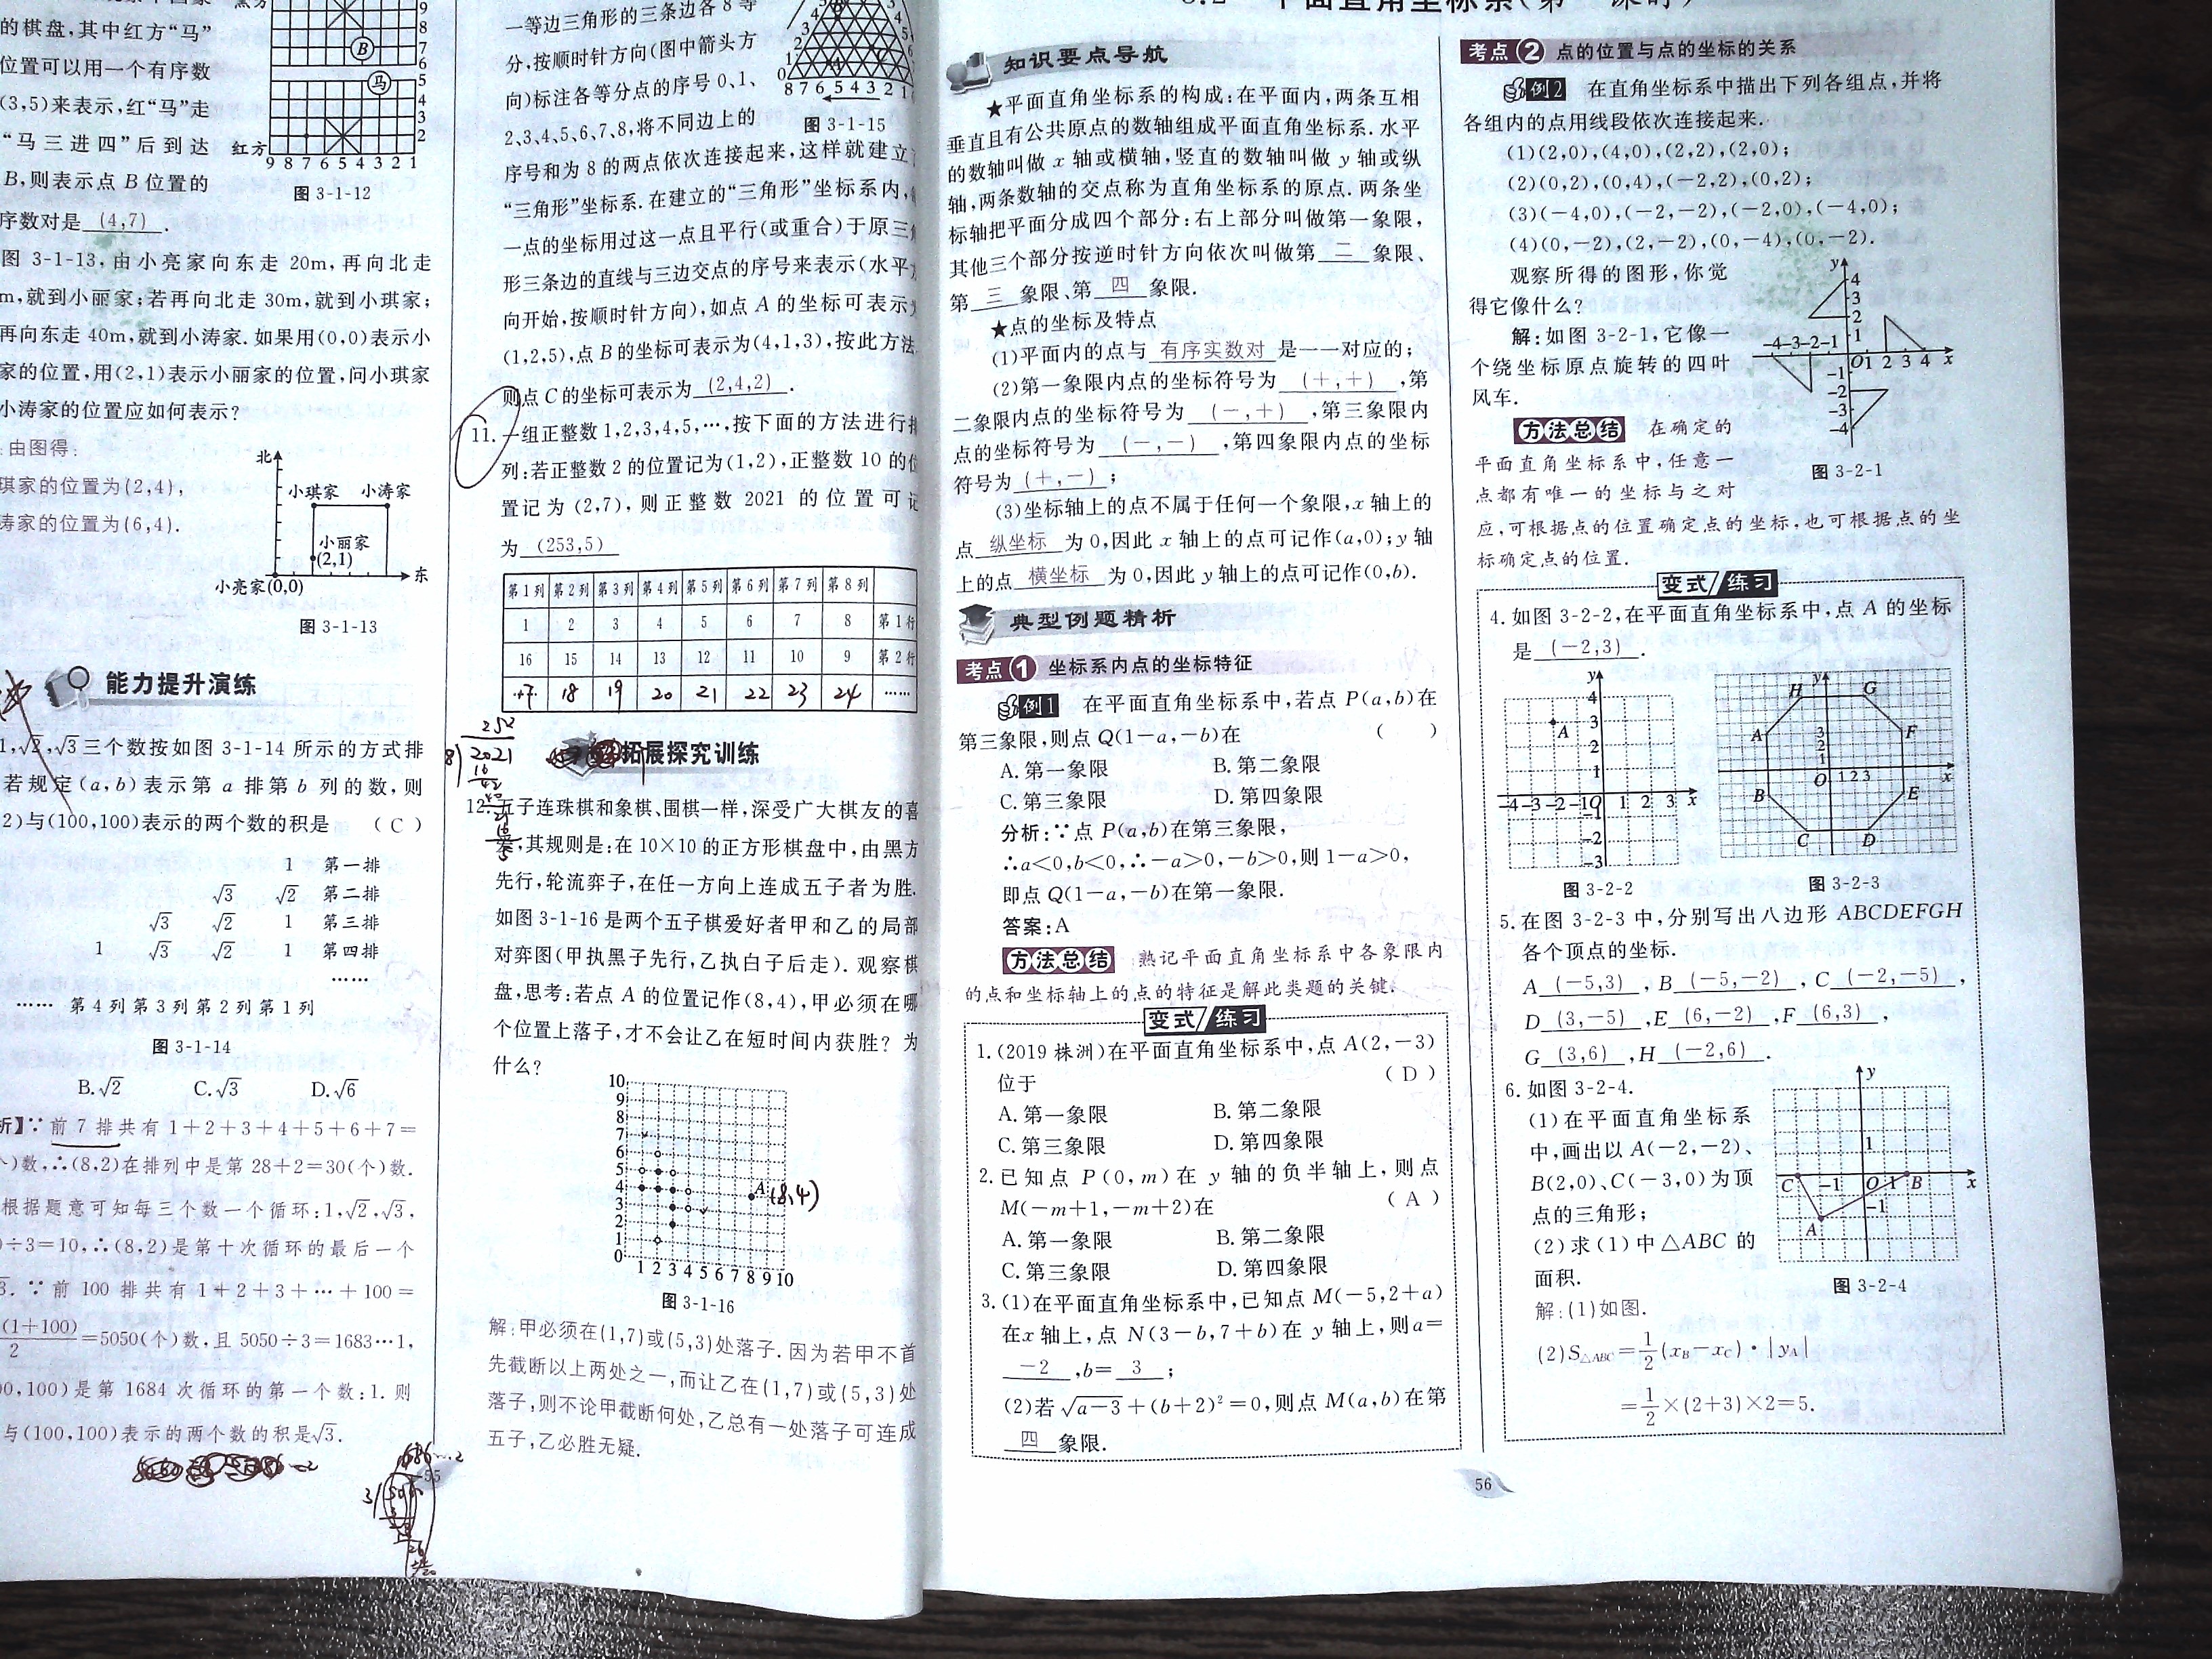 的棋盘,其中红方“马”
位置可以用一个有序数
(3,5)来表示,红“马”走
“马三进四”后到达
B,则表示点 B 位置的
序数对是 (4,7) .
黑方
9
8
7
6
5
4
3
2
B
马
红方
9 8 7 6 5 4 3 2 1
图 3-1-12
图 3-1-13,由小亮家向东走 20m,再向北走
m,就到小丽家;若再向北走 30m,就到小琪家;
再向东走 40m,就到小涛家.如果用(0,0)表示小
家的位置,用(2,1)表示小丽家的位置,问小琪家
小涛家的位置应如何表示?
:由图得:
琪家的位置为(2,4),
涛家的位置为(6,4).
北
小琪家 小涛家
小丽家
(2,1)
小亮家(0,0) 东
图 3-1-13
能力提升演练
1,√2,√3三个数按如图 3-1-14 所示的方式排
若规定(a,b)表示第 a 排第 b 列的数,则
2)与(100,100)表示的两个数的积是 ( C )
1 第一排
√3 √2 第二排
√3 √2 1 第三排
1 √3 √2 1 第四排
……
…… 第4列 第3列 第2列 第1列
图 3-1-14
B.√2 C.√3 D.√6
析】∵前 7 排共有 1+2+3+4+5+6+7=
个)数,∴(8,2)在排列中是第 28+2=30(个)数.
根据题意可知每三个数一个循环:1,√2,√3,
÷3=10,∴(8,2)是第十次循环的最后一个
3.∵前 100 排共有 1+2+3+…+100=
(1+100)/2=5050(个)数,且 5050÷3=1683…1,
00,100)是第 1684 次循环的第一个数:1.则
与(100,100)表示的两个数的积是√3.
55
一等边三角形的三条边各 8 等
分,按顺时针方向(图中箭头方
向)标注各等分点的序号 0、1、
2、3、4、5、6、7、8,将不同边上的
序号和为 8 的两点依次连接起来,这样就建立
“三角形”坐标系.在建立的“三角形”坐标系内,
一点的坐标用过这一点且平行(或重合)于原三
形三条边的直线与三边交点的序号来表示(水平
向开始,按顺时针方向),如点 A 的坐标可表示
(1,2,5),点 B 的坐标可表示为(4,1,3),按此方法
则点 C 的坐标可表示为 (2,4,2) .
8 7 6 5 4 3 2 1
图 3-1-15
11. 一组正整数 1,2,3,4,5,…,按下面的方法进行
列:若正整数 2 的位置记为(1,2),正整数 10 的位
置记为(2,7),则正整数 2021 的位置可记
为 (253,5)
第1列 第2列 第3列 第4列 第5列 第6列 第7列 第8列
1 2 3 4 5 6 7 8 第1行
16 15 14 13 12 11 10 9 第2行
17 18 19 20 21 22 23 24 ……
252
8)2021
拓展探究训练
12. 五子连珠棋和象棋、围棋一样,深受广大棋友的喜
,其规则是:在 10×10 的正方形棋盘中,由黑方
先行,轮流弈子,在任一方向上连成五子者为胜.
如图 3-1-16 是两个五子棋爱好者甲和乙的局部
对弈图(甲执黑子先行,乙执白子后走).观察棋
盘,思考:若点 A 的位置记作(8,4),甲必须在哪
个位置上落子,才不会让乙在短时间内获胜? 为
什么?
10
9
8
7
6
5
4
3
2
1
0
A (8,4)
1 2 3 4 5 6 7 8 9 10
图 3-1-16
解:甲必须在(1,7)或(5,3)处落子.因为若甲不首
先截断以上两处之一,而让乙在(1,7)或(5,3)处
落子,则不论甲截断何处,乙总有一处落子可连成
五子,乙必胜无疑.
知识要点导航
★平面直角坐标系的构成:在平面内,两条互相
垂直且有公共原点的数轴组成平面直角坐标系.水平
的数轴叫做 x 轴或横轴,竖直的数轴叫做 y 轴或纵
轴,两条数轴的交点称为直角坐标系的原点.两条坐
标轴把平面分成四个部分:右上部分叫做第一象限,
其他三个部分按逆时针方向依次叫做第 二 象限、
第 三 象限、第 四 象限.
★点的坐标及特点
(1)平面内的点与 有序实数对 是一一对应的;
(2)第一象限内点的坐标符号为 (+,+) ,第
二象限内点的坐标符号为 (-,+) ,第三象限内
点的坐标符号为 (-,-) ,第四象限内点的坐标
符号为 (+,-) ;
(3)坐标轴上的点不属于任何一个象限,x 轴上的
点 纵坐标 为 0,因此 x 轴上的点可记作(a,0);y 轴
上的点 横坐标 为 0,因此 y 轴上的点可记作(0,b).
典型例题精析
考点 1 坐标系内点的坐标特征
例1 在平面直角坐标系中,若点 P(a,b)在
第三象限,则点 Q(1-a,-b)在 ( )
A.第一象限 B.第二象限
C.第三象限 D.第四象限
分析:∵点 P(a,b)在第三象限,
∴a<0,b<0,∴-a>0,-b>0,则 1-a>0,
即点 Q(1-a,-b)在第一象限.
答案:A
方法总结 熟记平面直角坐标系中各象限内
的点和坐标轴上的点的特征是解此类题的关键.
变式/练习
1.(2019 株洲)在平面直角坐标系中,点 A(2,-3)
位于 ( D )
A.第一象限 B.第二象限
C.第三象限 D.第四象限
2.已知点 P(0,m)在 y 轴的负半轴上,则点
M(-m+1,-m+2)在 ( A )
A.第一象限 B.第二象限
C.第三象限 D.第四象限
3.(1)在平面直角坐标系中,已知点 M(-5,2+a)
在 x 轴上,点 N(3-b,7+b)在 y 轴上,则 a=
-2 ,b= 3 ;
(2)若 √a-3+(b+2)²=0,则点 M(a,b)在第
四 象限.
56
考点 2 点的位置与点的坐标的关系
例2 在直角坐标系中描出下列各组点,并将
各组内的点用线段依次连接起来.
(1)(2,0),(4,0),(2,2),(2,0);
(2)(0,2),(0,4),(-2,2),(0,2);
(3)(-4,0),(-2,-2),(-2,0),(-4,0);
(4)(0,-2),(2,-2),(0,-4),(0,-2).
观察所得的图形,你觉
得它像什么?
解:如图 3-2-1,它像一
个绕坐标原点旋转的四叶
风车.
y
4
3
2
1
-4-3-2-1 O 1 2 3 4 x
-1
-2
-3
-4
图 3-2-1
方法总结 在确定的
平面直角坐标系中,任意一
点都有唯一的坐标与之对
应,可根据点的位置确定点的坐标,也可根据点的坐
标确定点的位置.
变式/练习
4.如图 3-2-2,在平面直角坐标系中,点 A 的坐标
是 (-2,3) .
y
4
3
A
2
1
-4-3-2-1O 1 2 3 x
-1
-2
-3
图 3-2-2
H y G
A 3 F
2
1
O 1 2 3 x
B E
C D
图 3-2-3
5.在图 3-2-3 中,分别写出八边形 ABCDEFGH
各个顶点的坐标.
A (-5,3) ,B (-5,-2) ,C (-2,-5) ,
D (3,-5) ,E (6,-2) ,F (6,3) ,
G (3,6) ,H (-2,6) .
6.如图 3-2-4.
(1)在平面直角坐标系
中,画出以 A(-2,-2)、
B(2,0)、C(-3,0)为顶
点的三角形;
(2)求(1)中△ABC 的
面积.
y
1
C -1 O 1 B x
-1
A
图 3-2-4
解:(1)如图.
(2)S△ABC=1/2(xB-xC)·|yA|
=1/2×(2+3)×2=5.